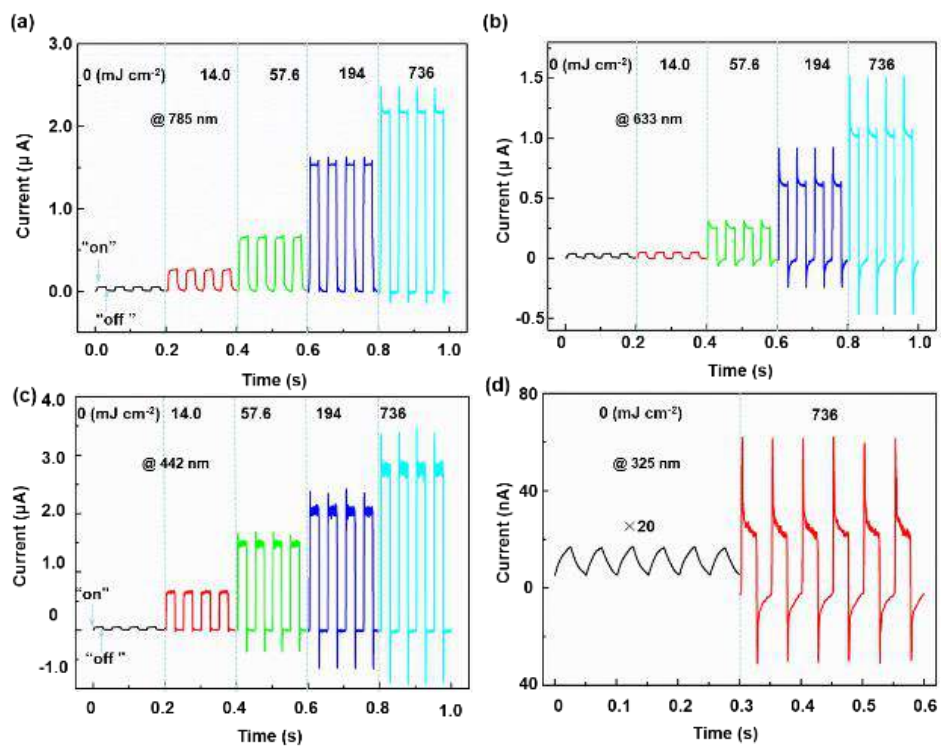 (a)
3.0
0 (mJ cm-2) 14.0 57.6 194 736
@ 785 nm
2.0
1.0
0.0
Current (μ A)
"on"
"off "
0.0 0.2 0.4 0.6 0.8 1.0
Time (s)
(b)
1.5
0 (mJ cm-2) 14.0 57.6 194 736
@ 633 nm
1.0
0.5
0
-0.5
Current (μ A)
0 0.2 0.4 0.6 0.8 1.0
Time (s)
(c)
4.0
0 (mJ cm-2) 14.0 57.6 194 736
@ 442 nm
3.0
2.0
1.0
0
-1.0
Current (μA)
"on"
"off "
0 0.2 0.4 0.6 0.8 1.0
Time (s)
(d)
80
0 (mJ cm-2) 736
@ 325 nm
×20
40
0
40
Current (nA)
0 0.1 0.2 0.3 0.4 0.5 0.6
Time (s)